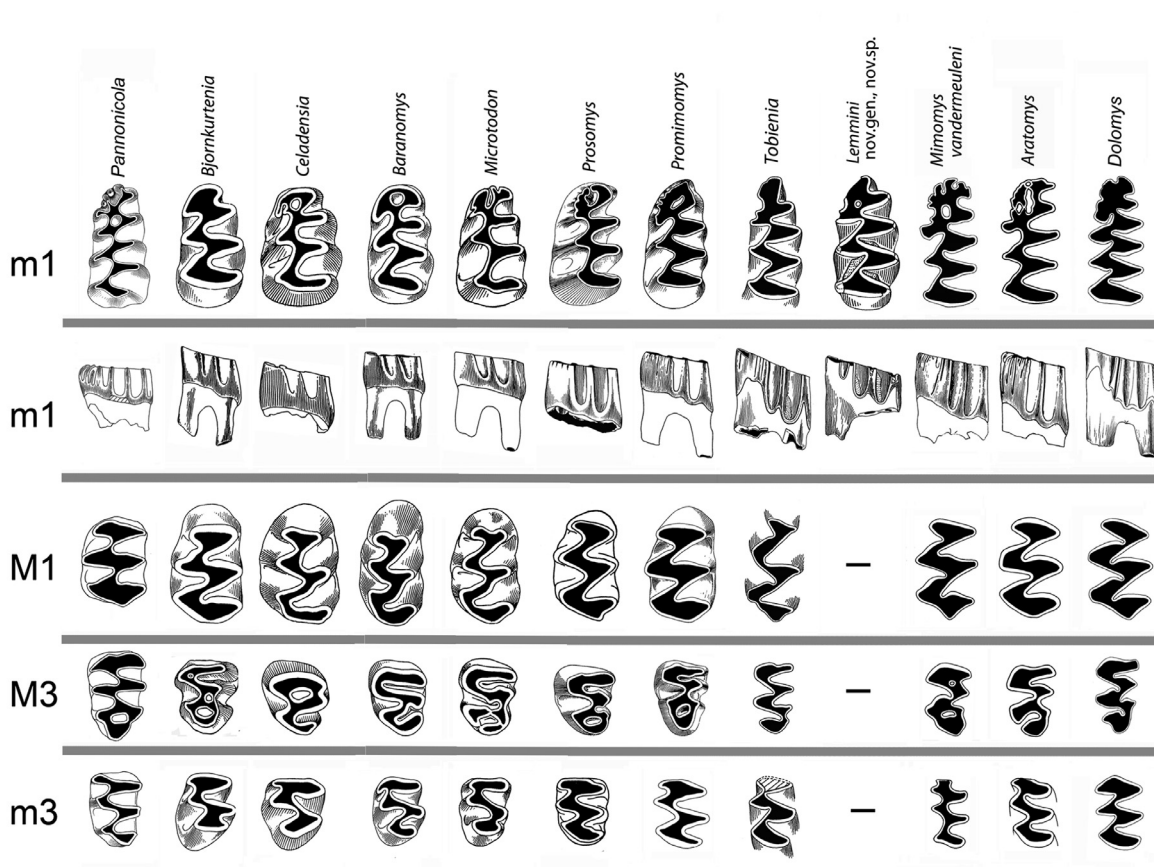 Pannonicola
Bjornkurtenia
Celadensia
Baranomys
Microtodon
Prosomys
Promimomys
Tobienia
Lemmini
nov.gen., nov.sp.
Mimomys
vandermeuleni
Aratomys
Dolomys
m1
m1
M1
–
M3
–
m3
–